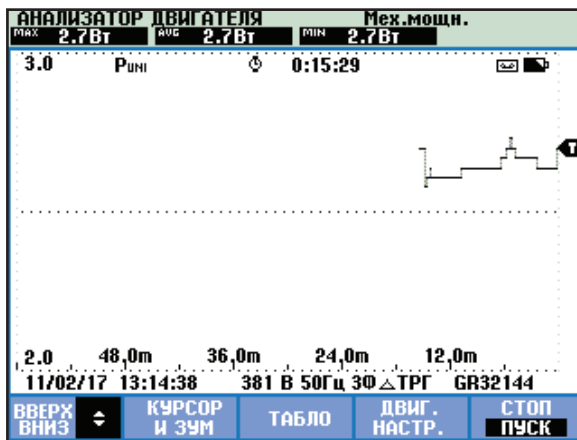 АНАЛИЗАТОР ДВИГАТЕЛЯ Мех.мощн.
MAX 2.7Вт AVG 2.7Вт MIN 2.7Вт
3.0 PUNI 0:15:29
T
2.0 48,0m 36,0m 24,0m 12,0m
11/02/17 13:14:38 381 В 50Гц 3Ф △ТРГ GR32144
ВВЕРХ ВНИЗ КУРСОР И ЗУМ ТАБЛО ДВИГ. НАСТР. СТОП ПУСК